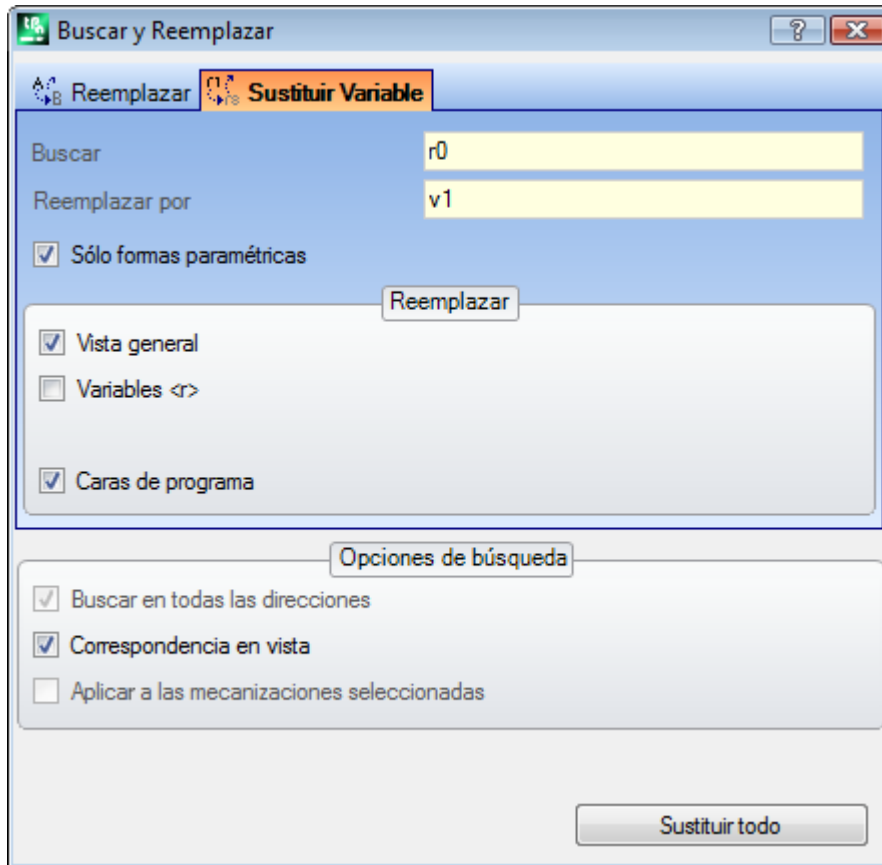 Buscar y Reemplazar
Reemplazar Sustituir Variable
Buscar r0
Reemplazar por v1
Sólo formas paramétricas
Reemplazar
Vista general
Variables <r>
Caras de programa
Opciones de búsqueda
Buscar en todas las direcciones
Correspondencia en vista
Aplicar a las mecanizaciones seleccionadas
Sustituir todo